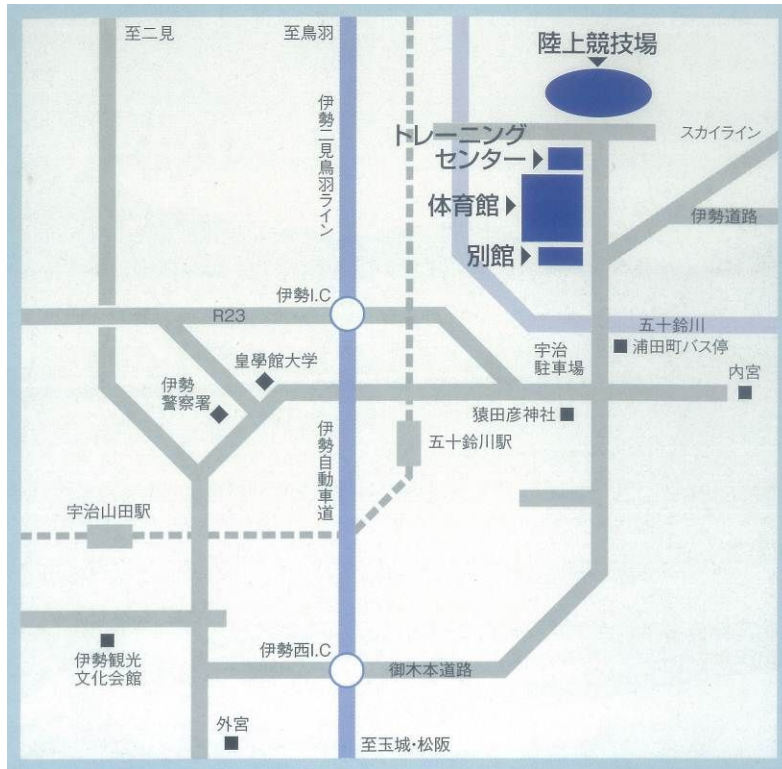 至二見
至鳥羽
陸上競技場
伊勢二見鳥羽ライン
トレーニング
センター
スカイライン
体育館
伊勢道路
別館
伊勢I.C
R23
五十鈴川
浦田町バス停
宇治
駐車場
皇學館大学
伊勢
警察署
内宮
猿田彦神社
伊勢自動車道
五十鈴川駅
宇治山田駅
伊勢西I.C
伊勢観光
文化会館
御木本道路
外宮
至玉城・松阪